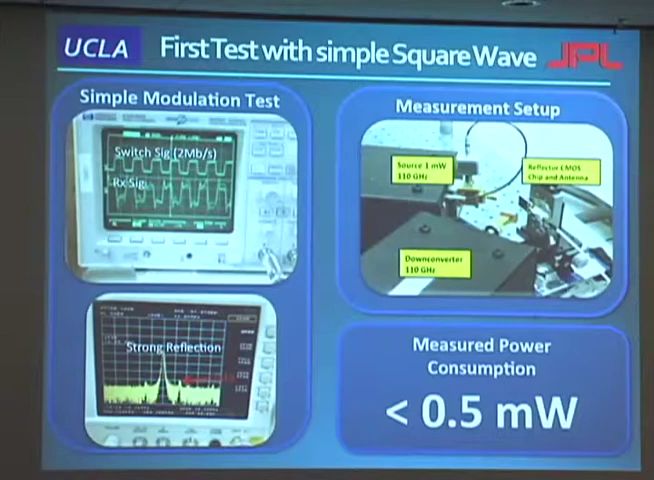 UCLA
First Test with simple Square Wave
JPL
Simple Modulation Test
Switch Sig (2Mb/s)
Rx Sig
Strong Reflection
Measurement Setup
Source 1 mW
110 GHz
Reflector CMOS
Chip and Antenna
Downconverter
110 GHz
Measured Power
Consumption
< 0.5 mW